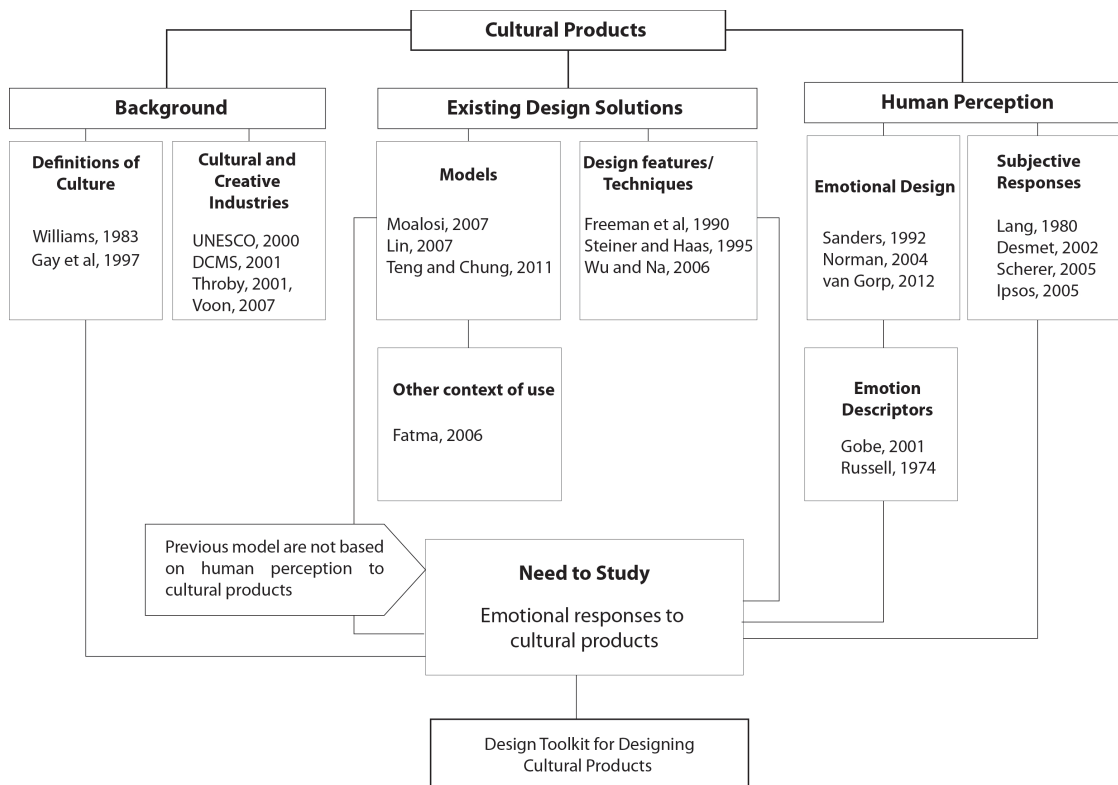 Cultural Products
Background
Existing Design Solutions
Human Perception
Definitions of
Culture
Williams, 1983
Gay et al, 1997
Cultural and
Creative
Industries
UNESCO, 2000
DCMS, 2001
Throby, 2001,
Voon, 2007
Models
Moalosi, 2007
Lin, 2007
Teng and Chung, 2011
Design features/
Techniques
Freeman et al, 1990
Steiner and Haas, 1995
Wu and Na, 2006
Emotional Design
Sanders, 1992
Norman, 2004
van Gorp, 2012
Subjective
Responses
Lang, 1980
Desmet, 2002
Scherer, 2005
Ipsos, 2005
Other context of use
Fatma, 2006
Emotion
Descriptors
Gobe, 2001
Russell, 1974
Previous model are not based
on human perception to
cultural products
Need to Study
Emotional responses to
cultural products
Design Toolkit for Designing
Cultural Products